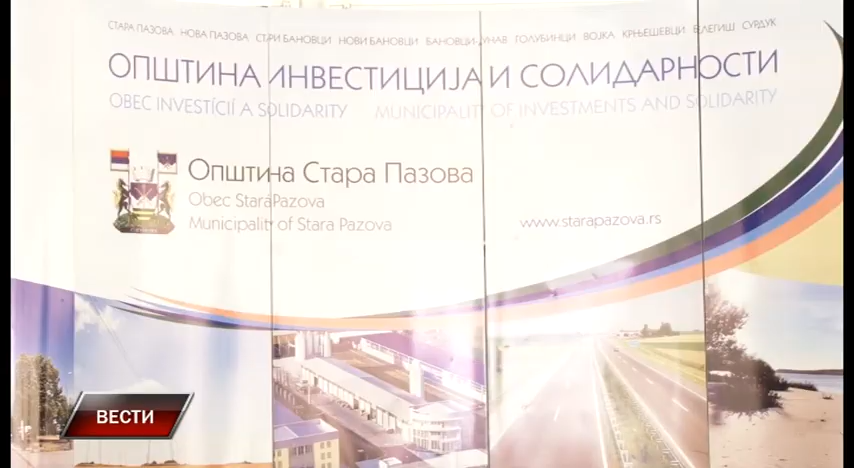 СТАРА ПАЗОВА НОВА ПАЗОВА СТАРИ БАНОВЦИ НОВИ БАНОВЦИ БАНОВЦИ-ДУНАВ ГОЛУБИНЦИ ВОЈКА КРЊЕШЕВЦИ БЕЛЕГИШ СУРДУК
ОПШТИНА ИНВЕСТИЦИЈА И СОЛИДАРНОСТИ
OBEC INVESTÍCIÍ A SOLIDARITY MUNICIPALITY OF INVESTMENTS AND SOLIDARITY
Општина Стара Пазова
Obec StaraPazova
Municipality of Stara Pazova
www.starapazova.rs
ВЕСТИ